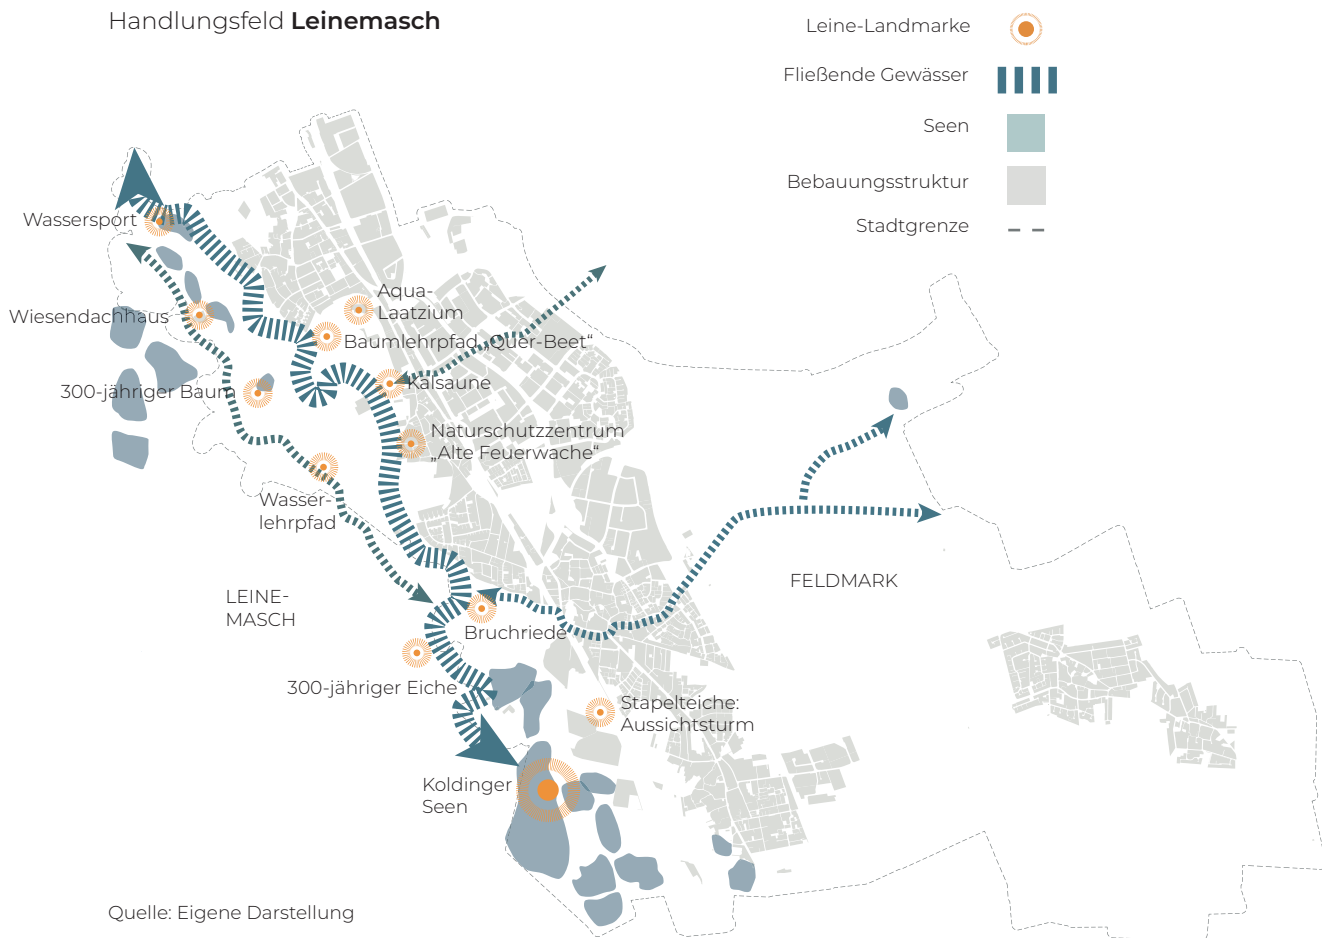 Handlungsfeld Leinemasch
Leine-Landmarke
Fließende Gewässer
Seen
Bebauungsstruktur
Stadtgrenze
Wassersport
Aqua-
Laatzium
Wiesendachhaus
Baumlehrpfad „Quer-Beet“
300-jähriger Baum
Kalsaune
Naturschutzzentrum
„Alte Feuerwache“
Wasser-
lehrpfad
FELDMARK
LEINE-
MASCH
Bruchriede
300-jähriger Eiche
Stapelteiche:
Aussichtsturm
Koldinger
Seen
Quelle: Eigene Darstellung